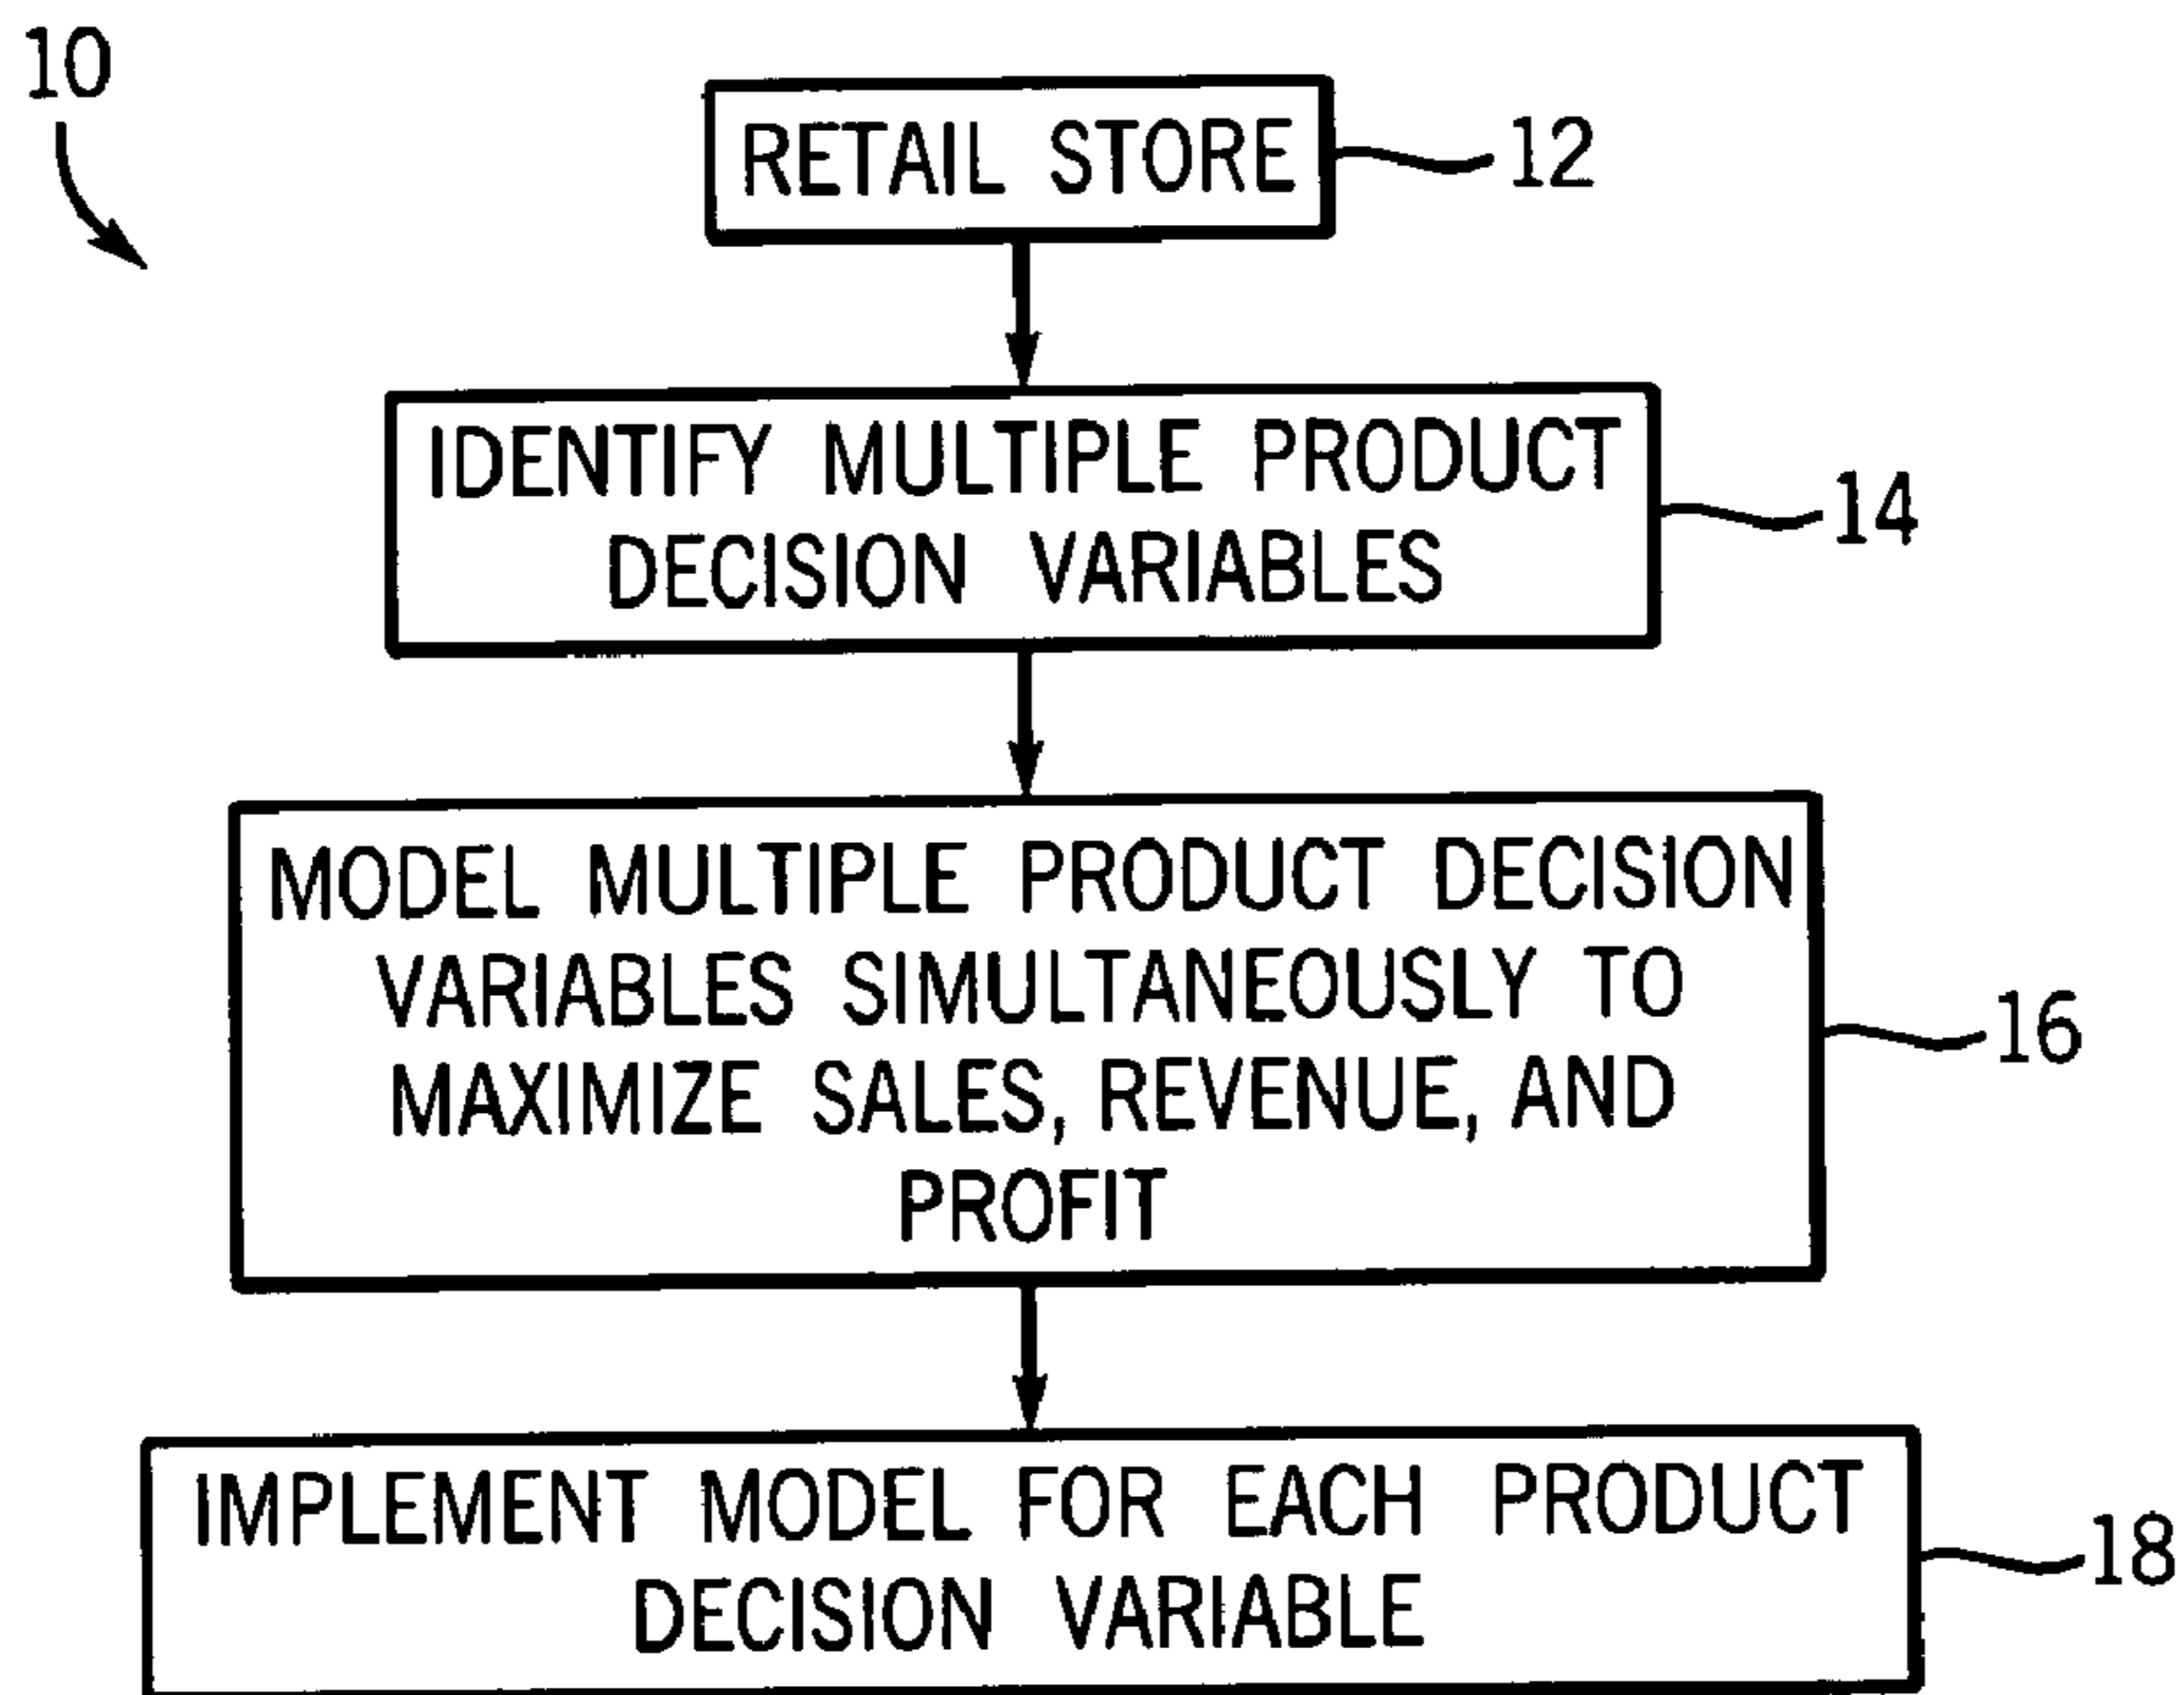 10
RETAIL STORE
12
IDENTIFY MULTIPLE PRODUCT
DECISION VARIABLES
14
MODEL MULTIPLE PRODUCT DECISION
VARIABLES SIMULTANEOUSLY TO
MAXIMIZE SALES, REVENUE, AND
PROFIT
16
IMPLEMENT MODEL FOR EACH PRODUCT
DECISION VARIABLE
18